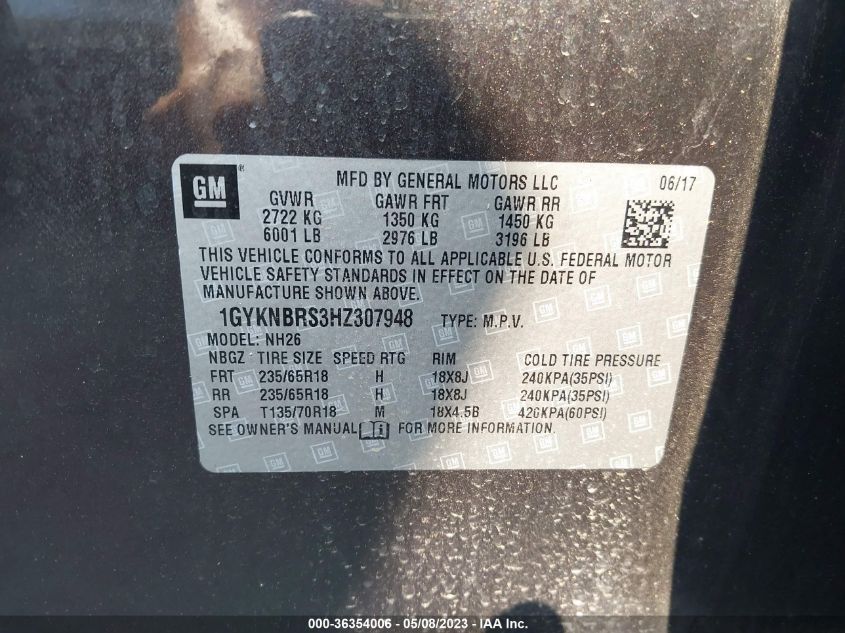 GM ®
MFD BY GENERAL MOTORS LLC 06/17
GVWR GAWR FRT GAWR RR
2722 KG 1350 KG 1450 KG
6001 LB 2976 LB 3196 LB
THIS VEHICLE CONFORMS TO ALL APPLICABLE U.S. FEDERAL MOTOR
VEHICLE SAFETY STANDARDS IN EFFECT ON THE DATE OF
MANUFACTURE SHOWN ABOVE.
1GYKNBRS3HZ307948 TYPE: M.P.V.
MODEL: NH26
NBGZ TIRE SIZE SPEED RTG RIM COLD TIRE PRESSURE
FRT 235/65R18 H 18X8J 240KPA(35PSI)
RR 235/65R18 H 18X8J 240KPA(35PSI)
SPA T135/70R18 M 18X4.5B 420KPA(60PSI)
SEE OWNER'S MANUAL FOR MORE INFORMATION.
000-36354006 - 05/08/2023 - IAA Inc.